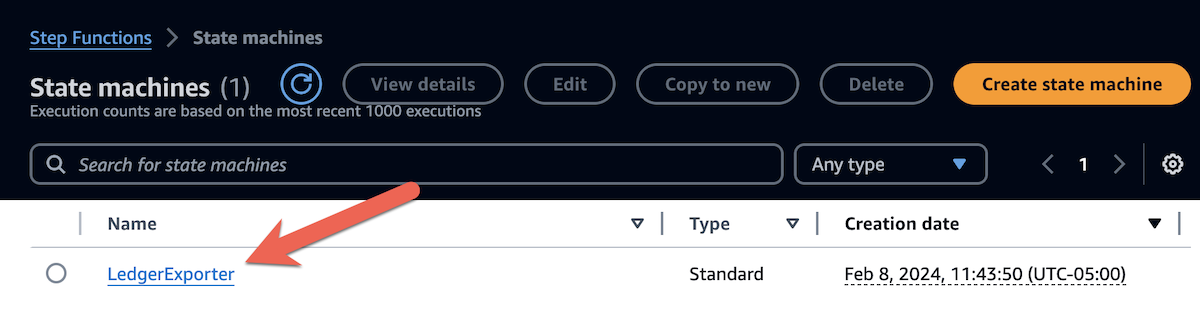 Step Functions > State machines
State machines (1) View details Edit Copy to new Delete Create state machine
Execution counts are based on the most recent 1000 executions
Search for state machines Any type 1
Name Type Creation date
LedgerExporter Standard Feb 8, 2024, 11:43:50 (UTC-05:00)